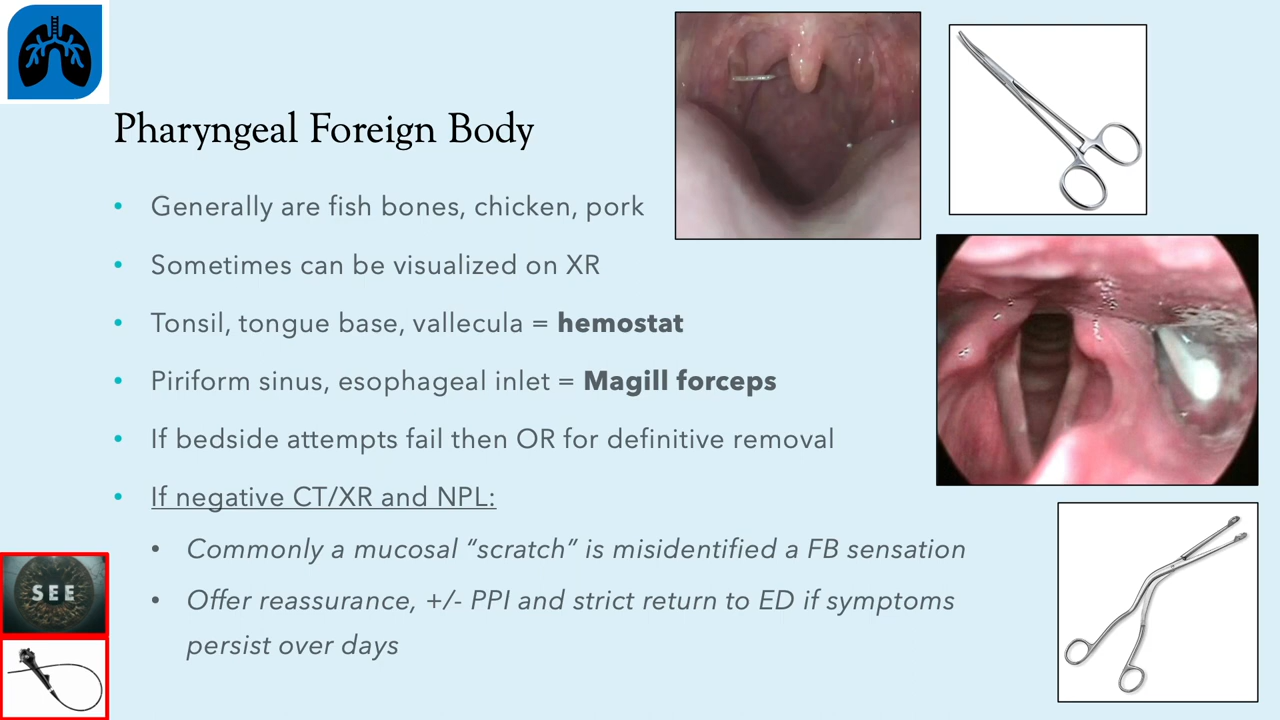 Pharyngeal Foreign Body
• Generally are fish bones, chicken, pork
• Sometimes can be visualized on XR
• Tonsil, tongue base, vallecula = hemostat
• Piriform sinus, esophageal inlet = Magill forceps
• If bedside attempts fail then OR for definitive removal
• If negative CT/XR and NPL:
• Commonly a mucosal “scratch” is misidentified a FB sensation
• Offer reassurance, +/- PPI and strict return to ED if symptoms
persist over days
SEE